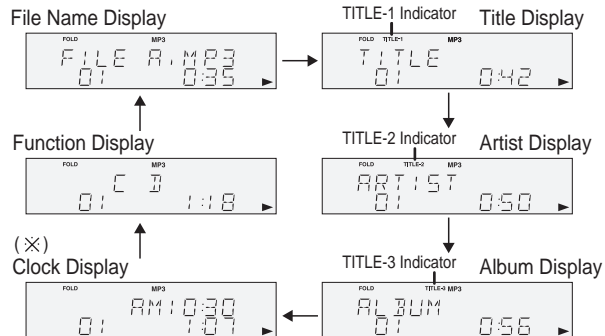 File Name Display
FOLD MP3
FILE A.MP3
01 0:35
TITLE-1 Indicator
Title Display
FOLD TITLE-1 MP3
TITLE
01 0:42
Function Display
FOLD MP3
CD
01 1:18
TITLE-2 Indicator
Artist Display
FOLD TITLE-2 MP3
ARTIST
01 0:50
(※)
Clock Display
FOLD MP3
AM10:30
01 1:07
TITLE-3 Indicator
Album Display
FOLD TITLE-3 MP3
ALBUM
01 0:56